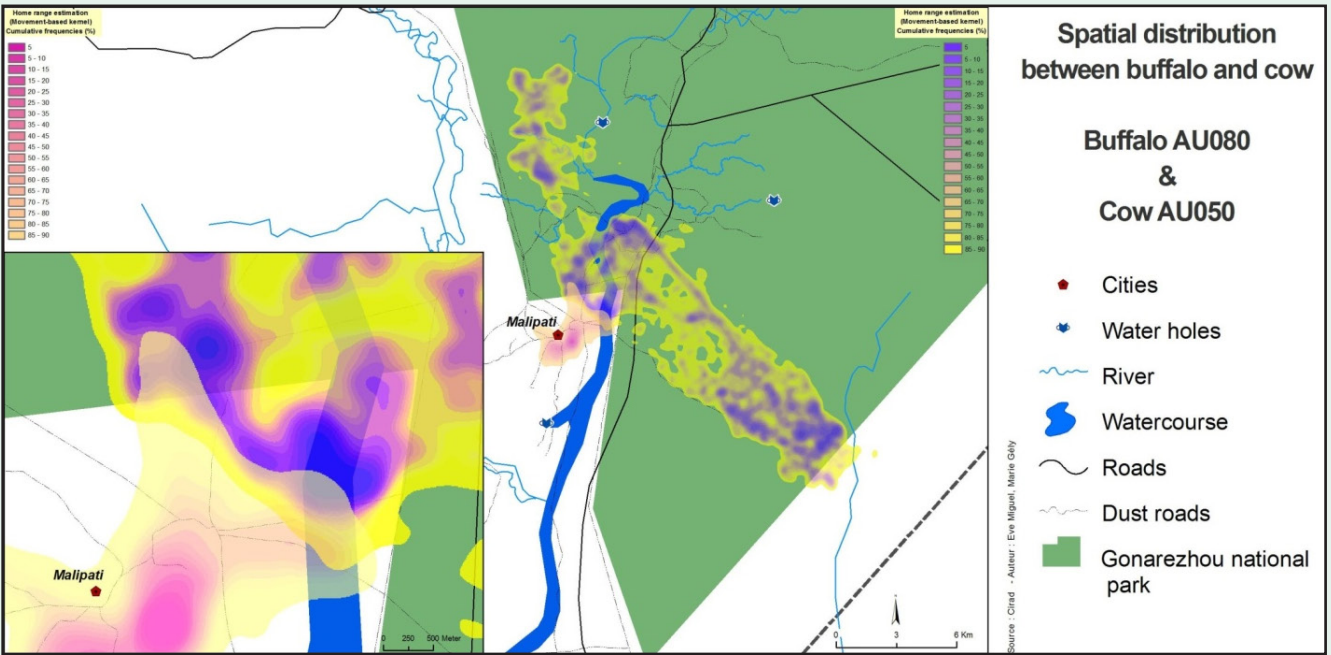 Home range estimation
(Movement-based kernel)
Cumulative frequencies (%)
5
5 - 10
10 - 15
15 - 20
20 - 25
25 - 30
30 - 35
35 - 40
40 - 45
45 - 50
50 - 55
55 - 60
60 - 65
65 - 70
70 - 75
75 - 80
80 - 85
85 - 90
Malipati
0 250 500 Meter
Malipati
Home range estimation
(Movement-based kernel)
Cumulative frequencies (%)
5
5 - 10
10 - 15
15 - 20
20 - 25
25 - 30
30 - 35
35 - 40
40 - 45
45 - 50
50 - 55
55 - 60
60 - 65
65 - 70
70 - 75
75 - 80
80 - 85
85 - 90
N
0 3 6 Km
Source : Cirad - Auteur : Eve Miguel, Marie Gély
Spatial distribution
between buffalo and cow
Buffalo AU080
&
Cow AU050
Cities
Water holes
River
Watercourse
Roads
Dust roads
Gonarezhou national
park